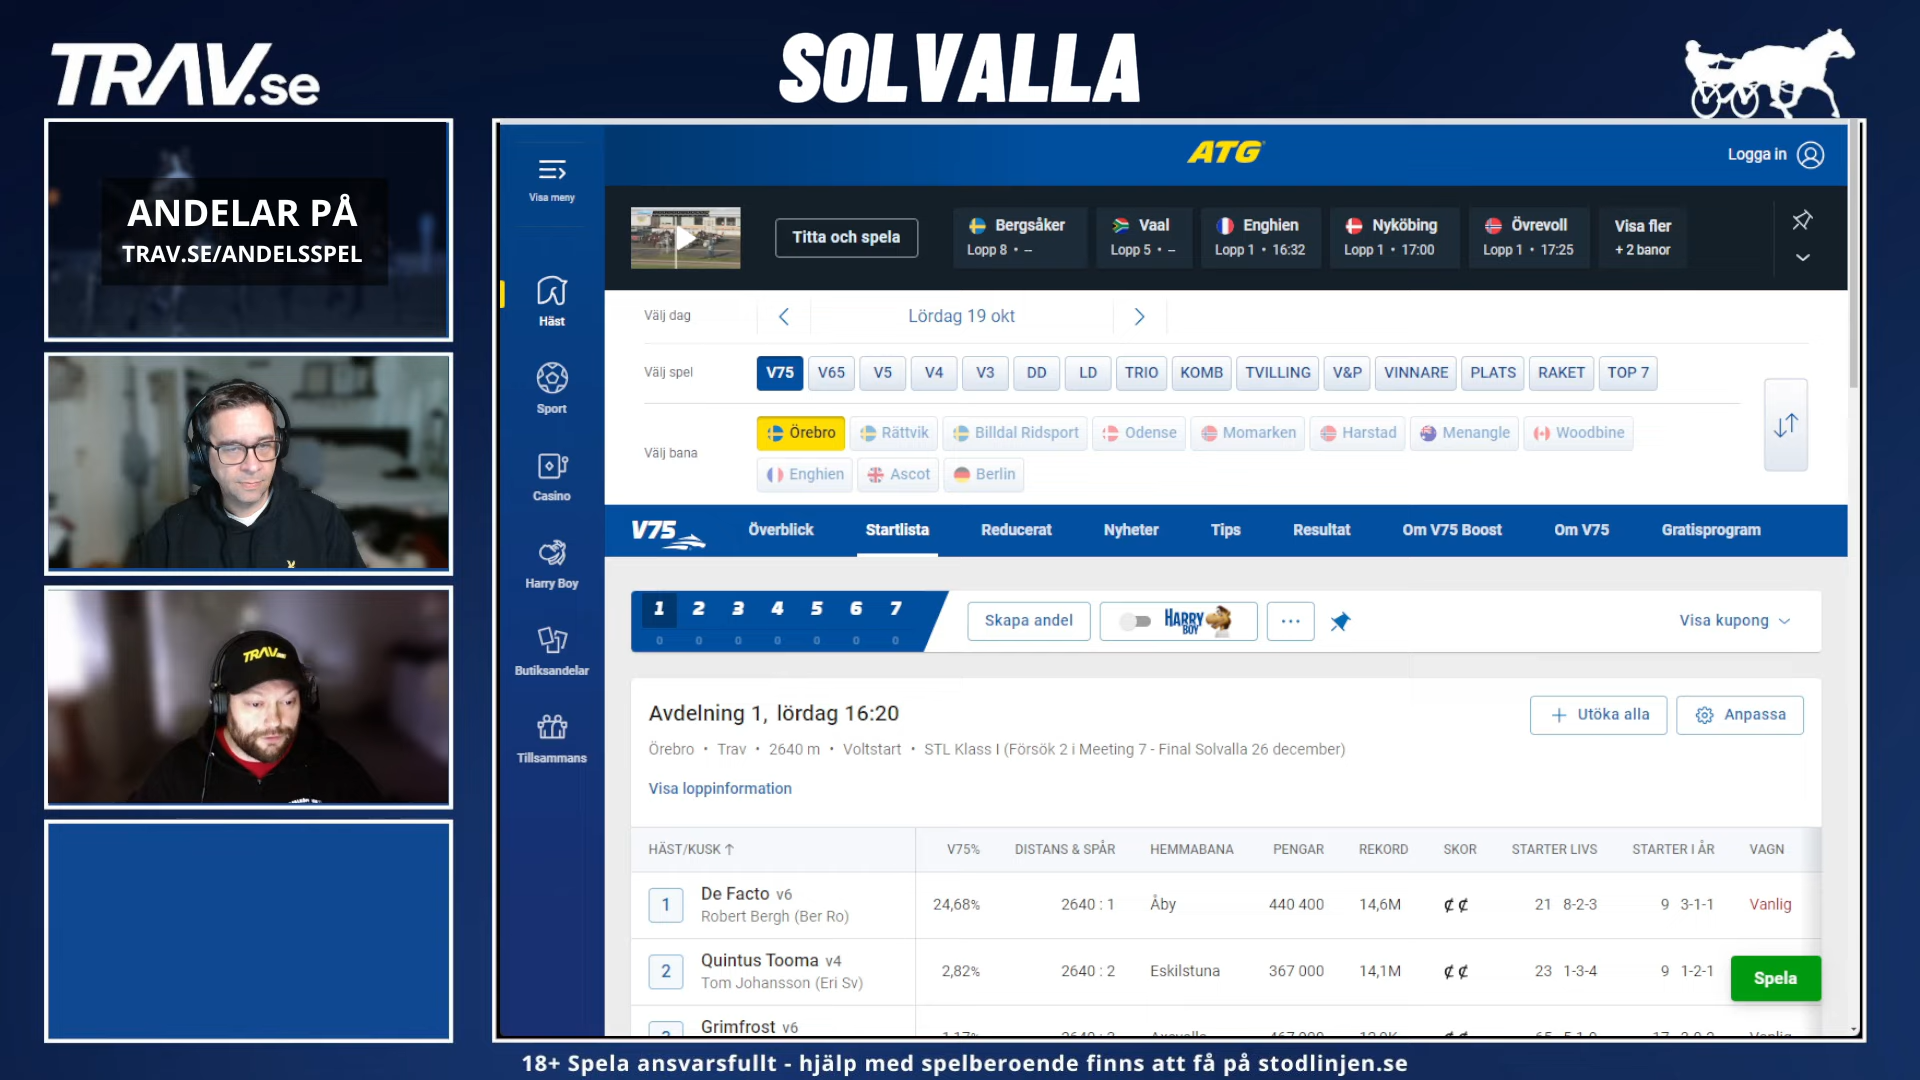 TRAV.se
SOLVALLA
ANDELAR PÅ
TRAV.SE/ANDELSSPEL
TRAV.se
Visa meny
Häst
Sport
Casino
Harry Boy
Butiksandelar
Tillsammans
ATG
Logga in
Titta och spela
Bergsåker
Lopp 8 • --
Vaal
Lopp 5 • --
Enghien
Lopp 1 • 16:32
Nyköbing
Lopp 1 • 17:00
Övrevoll
Lopp 1 • 17:25
Visa fler
+ 2 banor
Välj dag
Lördag 19 okt
Välj spel
V75 V65 V5 V4 V3 DD LD TRIO KOMB TVILLING V&P VINNARE PLATS RAKET TOP 7
Välj bana
Örebro Rättvik Billdal Ridsport Odense Momarken Harstad Menangle Woodbine
Enghien Ascot Berlin
V75 Överblick Startlista Reducerat Nyheter Tips Resultat Om V75 Boost Om V75 Gratisprogram
1 2 3 4 5 6 7
0 0 0 0 0 0 0
Skapa andel
HARRY BOY
...
Visa kupong
Avdelning 1, lördag 16:20
Utöka alla
Anpassa
Örebro • Trav • 2640 m • Voltstart • STL Klass I (Försök 2 i Meeting 7 - Final Solvalla 26 december)
Visa loppinformation
HÄST/KUSK ↑ V75% DISTANS & SPÅR HEMMABANA PENGAR REKORD SKOR STARTER LIVS STARTER I ÅR VAGN
1 De Facto v6 24,68% 2640 : 1 Åby 440 400 14,6M 21 8-2-3 9 3-1-1 Vanlig
Robert Bergh (Ber Ro)
2 Quintus Tooma v4 2,82% 2640 : 2 Eskilstuna 367 000 14,1M 23 1-3-4 9 1-2-1
Tom Johansson (Eri Sv)
Spela
Grimfrost v6
18+ Spela ansvarsfullt - hjälp med spelberoende finns att få på stodlinjen.se